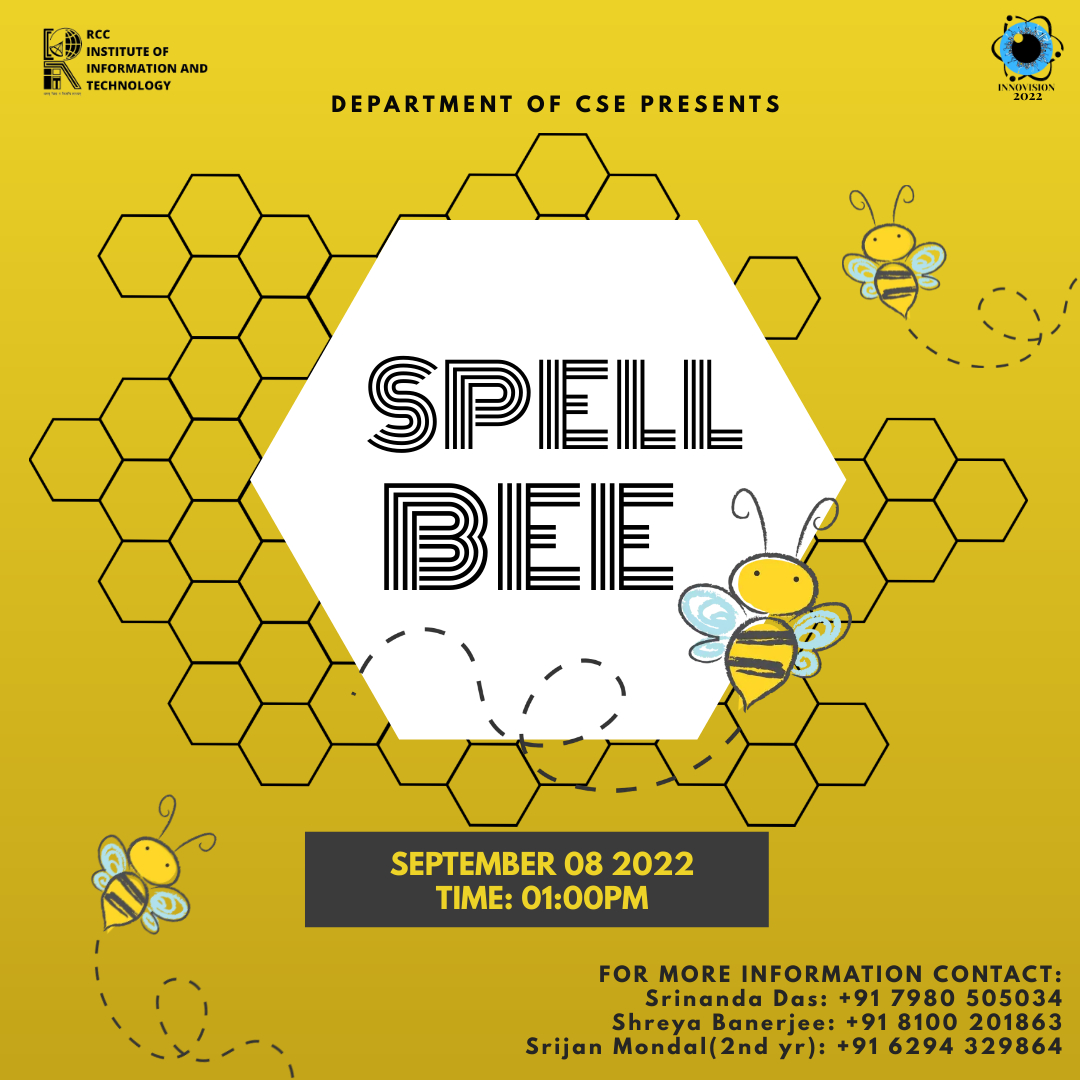 RCC
INSTITUTE OF
INFORMATION AND
TECHNOLOGY
INNOVISION
2022
DEPARTMENT OF CSE PRESENTS
SPELL
BEE
SEPTEMBER 08 2022
TIME: 01:00PM
FOR MORE INFORMATION CONTACT:
Srinanda Das: +91 7980 505034
Shreya Banerjee: +91 8100 201863
Srijan Mondal(2nd yr): +91 6294 329864